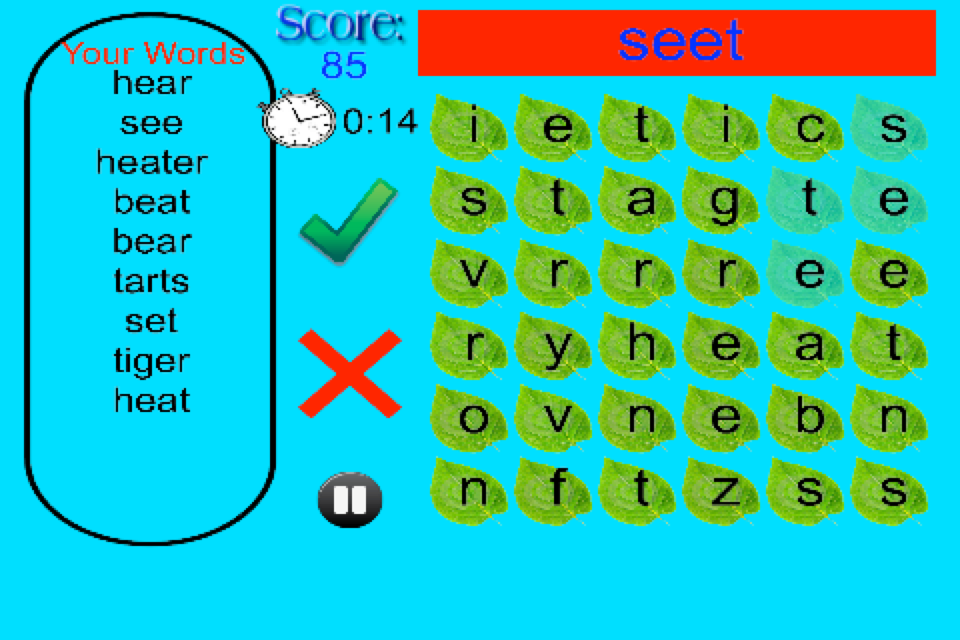 Your Words
hear
see
heater
beat
bear
tarts
set
tiger
heat
Score:
85
0:14
seet
i e t i c s
s t a g t e
v r r r e e
r y h e a t
o v n e b n
n f t z s s